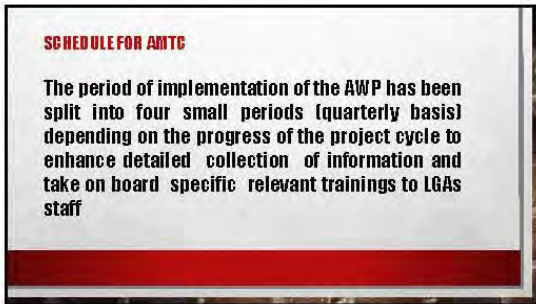 SCHEDULE FOR AMTC
The period of implementation of the AWP has been
split into four small periods (quarterly basis)
depending on the progress of the project cycle to
enhance detailed collection of information and
take on board specific relevant trainings to LGAs
staff